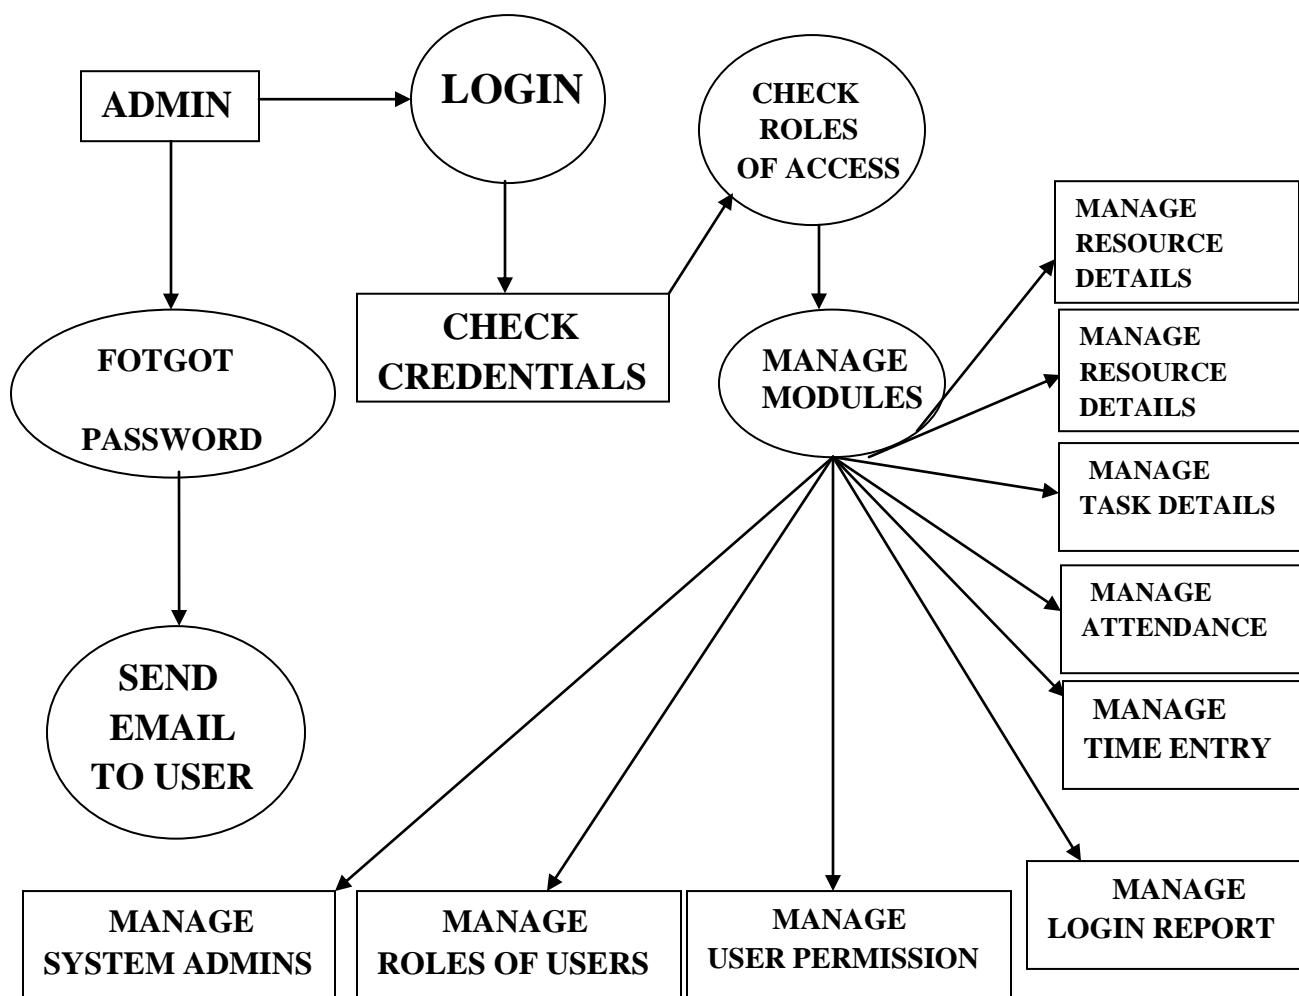 ADMIN
LOGIN
CHECK
ROLES
OF ACCESS
MANAGE
RESOURCE
DETAILS
CHECK
CREDENTIALS
MANAGE
MODULES
MANAGE
RESOURCE
DETAILS
FOTGOT
PASSWORD
MANAGE
TASK DETAILS
MANAGE
ATTENDANCE
SEND
EMAIL
TO USER
MANAGE
TIME ENTRY
MANAGE
SYSTEM ADMINS
MANAGE
ROLES OF USERS
MANAGE
USER PERMISSION
MANAGE
LOGIN REPORT